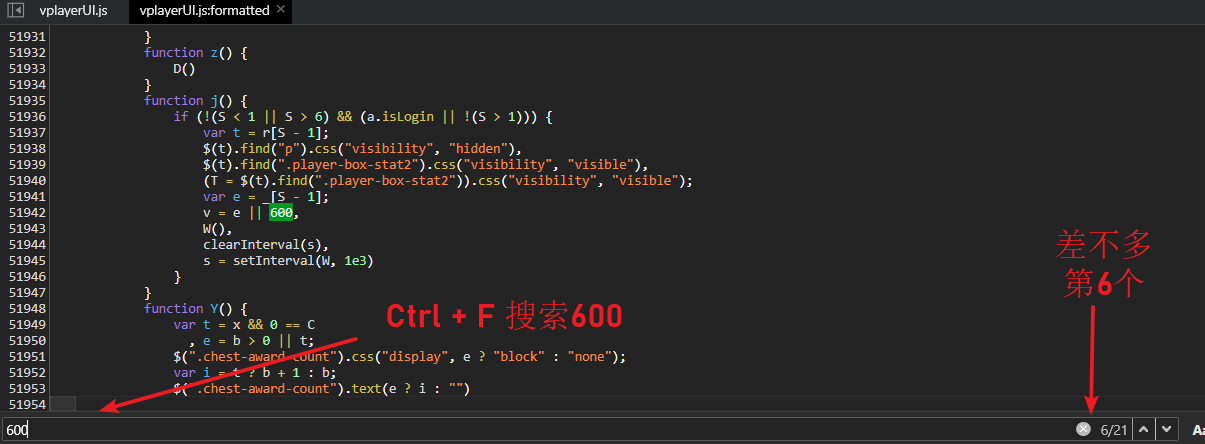 vplayerUI.js vplayerUI.js:formatted ×
51931 }
51932 function z() {
51933 D()
51934 }
51935 function j() {
51936 if (!(S < 1 || S > 6) && (a.isLogin || !(S > 1))) {
51937 var t = r[S - 1];
51938 $(t).find("p").css("visibility", "hidden"),
51939 $(t).find(".player-box-stat2").css("visibility", "visible"),
51940 (T = $(t).find(".player-box-stat2")).css("visibility", "visible");
51941 var e = _[S - 1];
51942 v = e || 600,
51943 W(),
51944 clearInterval(s),
51945 s = setInterval(W, 1e3)
51946 }
51947 }
51948 function Y() {
51949 var t = x && 0 == C
51950 , e = b > 0 || t;
51951 $(".chest-award-count").css("display", e ? "block" : "none");
51952 var i = t ? b + 1 : b;
51953 $(".chest-award-count").text(e ? i : "")
51954
差不多
第6个
Ctrl + F 搜索600
600 6/21 Aa